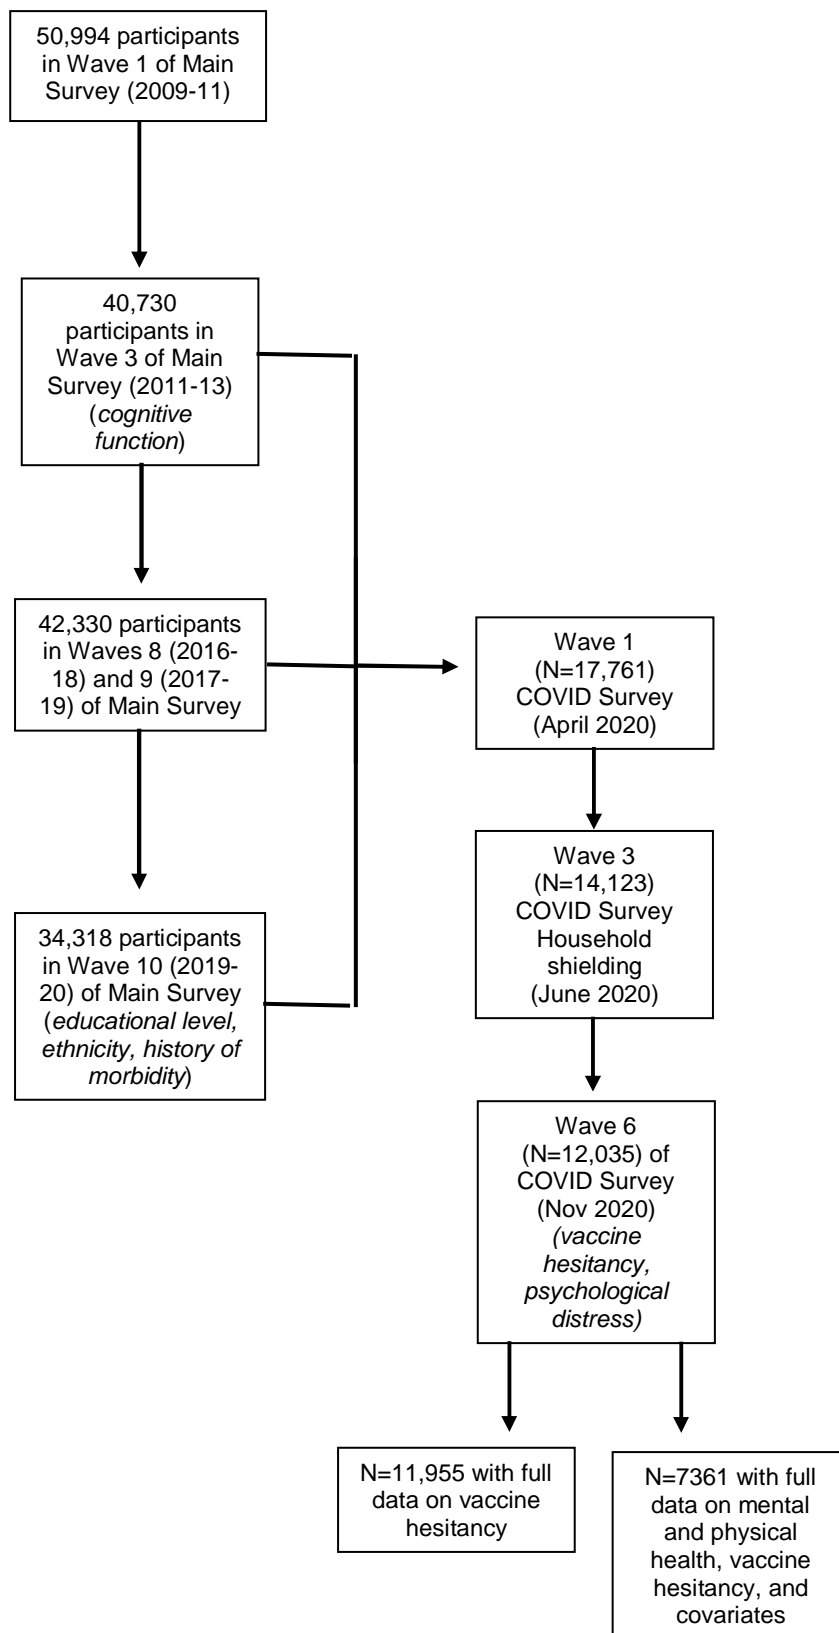 50,994 participants
in Wave 1 of Main
Survey (2009-11)
40,730
participants in
Wave 3 of Main
Survey (2011-13)
(cognitive
function)
42,330 participants
in Waves 8 (2016-
18) and 9 (2017-
19) of Main Survey
34,318 participants
in Wave 10 (2019-
20) of Main Survey
(educational level,
ethnicity, history of
morbidity)
Wave 1
(N=17,761)
COVID Survey
(April 2020)
Wave 3
(N=14,123)
COVID Survey
Household
shielding
(June 2020)
Wave 6
(N=12,035) of
COVID Survey
(Nov 2020)
(vaccine
hesitancy,
psychological
distress)
N=11,955 with full
data on vaccine
hesitancy
N=7361 with full
data on mental
and physical
health, vaccine
hesitancy, and
covariates